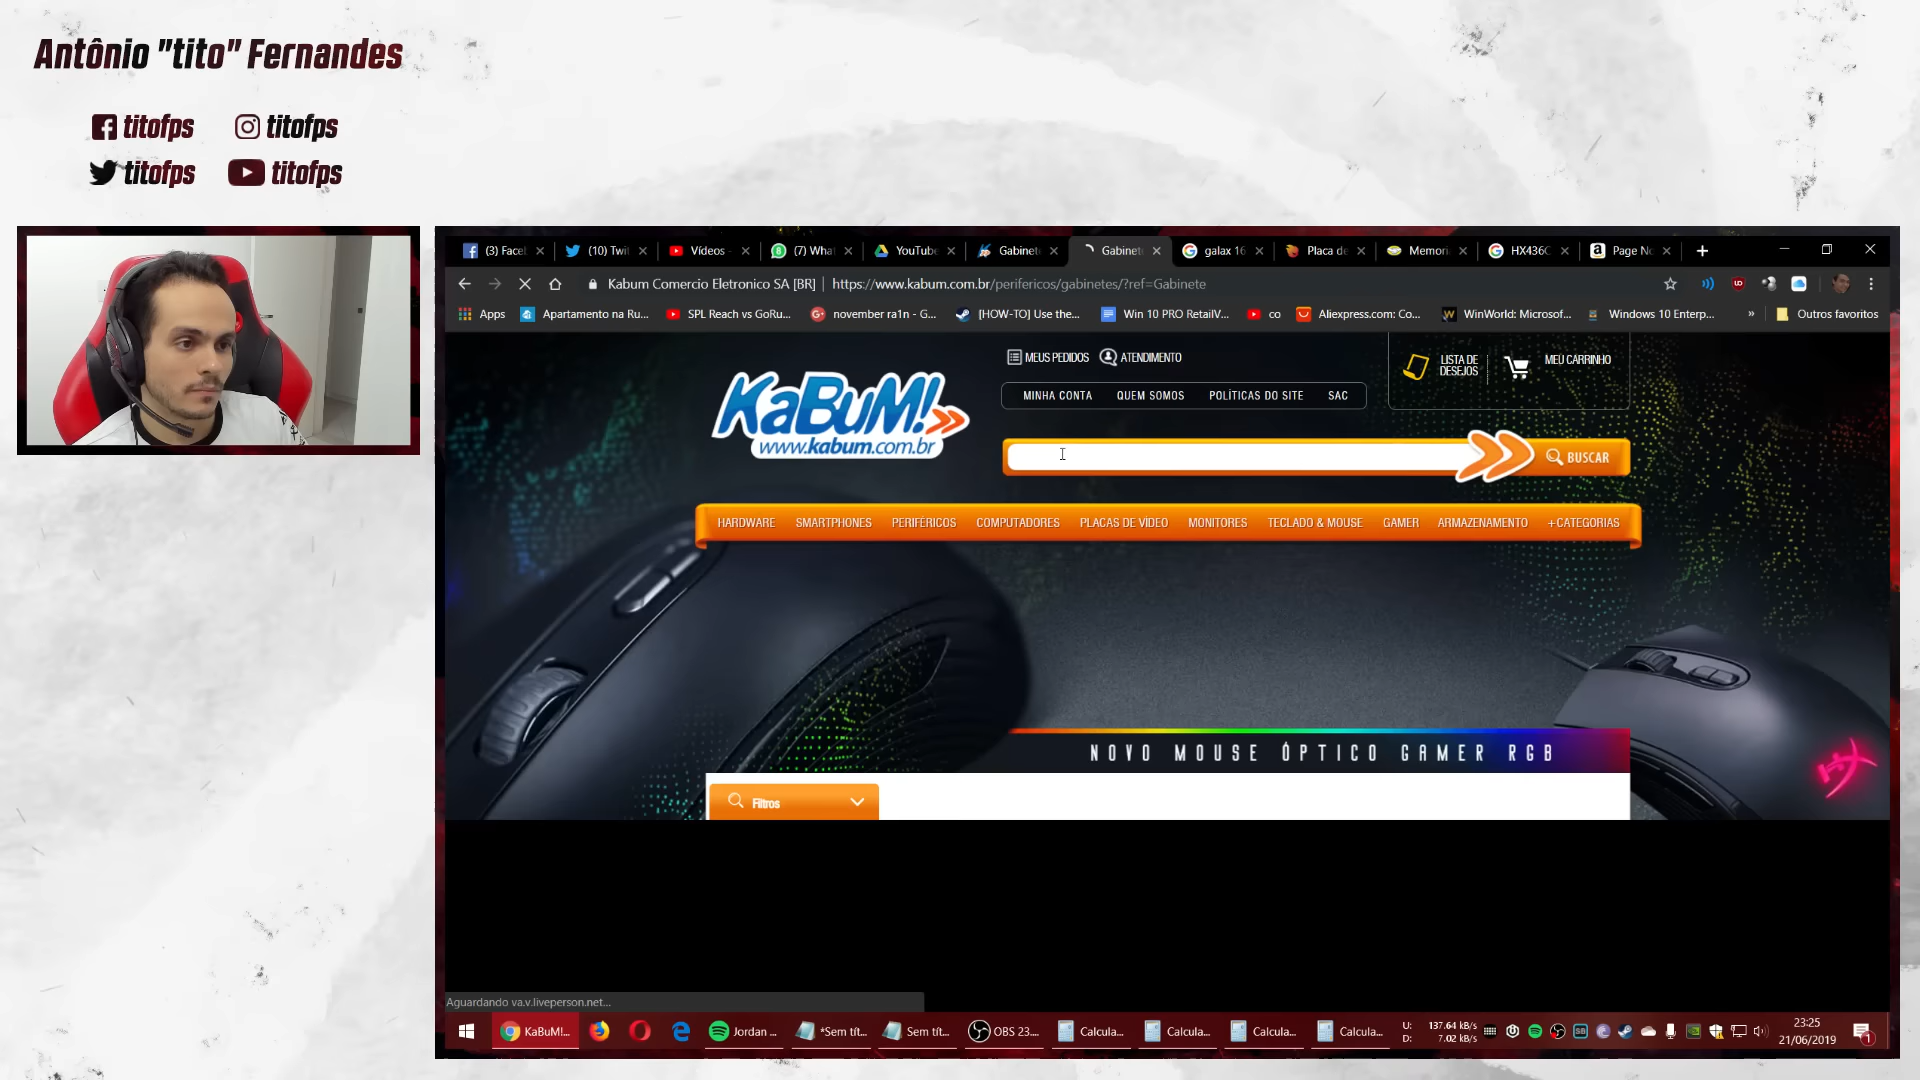 Antônio "tito" Fernandes
titofps titofps
titofps titofps
(3) Face (10) Twi Vídeos - (7) Wha YouTube Gabinet Gabinet galax 16 Placa de Memori HX436C Page No
Kabum Comercio Eletronico SA [BR] | https://www.kabum.com.br/perifericos/gabinetes/?ref=Gabinete
Apps Apartamento na Ru... SPL Reach vs GoRu... november ra1n - G... [HOW-TO] Use the... Win 10 PRO RetailV... co Aliexpress.com: Co... WinWorld: Microsof... Windows 10 Enterp... » Outros favoritos
MEUS PEDIDOS ATENDIMENTO
LISTA DE DESEJOS
MEU CARRINHO
MINHA CONTA QUEM SOMOS POLÍTICAS DO SITE SAC
KaBuM!
www.kabum.com.br
BUSCAR
HARDWARE SMARTPHONES PERIFÉRICOS COMPUTADORES PLACAS DE VÍDEO MONITORES TECLADO & MOUSE GAMER ARMAZENAMENTO +CATEGORIAS
NOVO MOUSE ÓPTICO GAMER RGB
Filtros
Aguardando va.v.liveperson.net...
KaBuM!... Jordan ... *Sem tít... Sem tít... OBS 23.... Calcula... Calcula... Calcula... Calcula...
U: 137.64 kB/s
D: 7.02 kB/s
23:25
21/06/2019
1